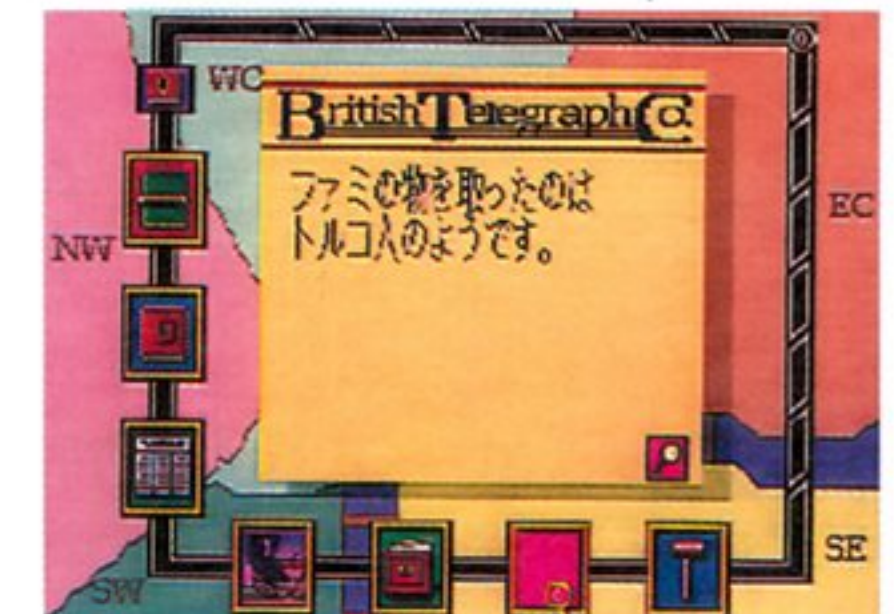 WC
British Telegraph Co.
ファミの物を取ったのは
トルコ人のようです。
NW
EC
SE
SW